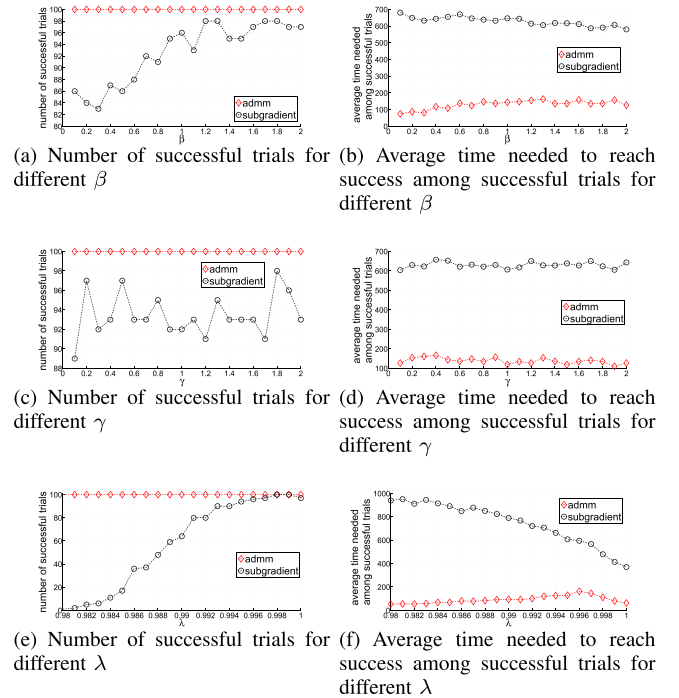 number of successful trials
100
98
96
94
92
90
88
86
84
82
80
0 0.2 0.4 0.6 0.8 1 1.2 1.4 1.6 1.8 2
β
admm
subgradient
average time needed
among successful trials
700
600
500
400
300
200
100
0
0 0.2 0.4 0.6 0.8 1 1.2 1.4 1.6 1.8 2
β
admm
subgradient
(a) Number of successful trials for
different β
(b) Average time needed to reach
success among successful trials for
different β
number of successful trials
100
98
96
94
92
90
88
0 0.2 0.4 0.6 0.8 1 1.2 1.4 1.6 1.8 2
γ
admm
subgradient
average time needed
among successful trials
700
600
500
400
300
200
100
0 0.2 0.4 0.6 0.8 1 1.2 1.4 1.6 1.8 2
γ
admm
subgradient
(c) Number of successful trials for
different γ
(d) Average time needed to reach
success among successful trials for
different γ
number of successful trials
100
80
60
40
20
0
0.98 0.982 0.984 0.986 0.988 0.99 0.992 0.994 0.996 0.998 1
λ
admm
subgradient
average time needed
among successful trials
1000
800
600
400
200
0
0.98 0.982 0.984 0.986 0.988 0.99 0.992 0.994 0.996 0.998 1
λ
admm
subgradient
(e) Number of successful trials for
different λ
(f) Average time needed to reach
success among successful trials for
different λ